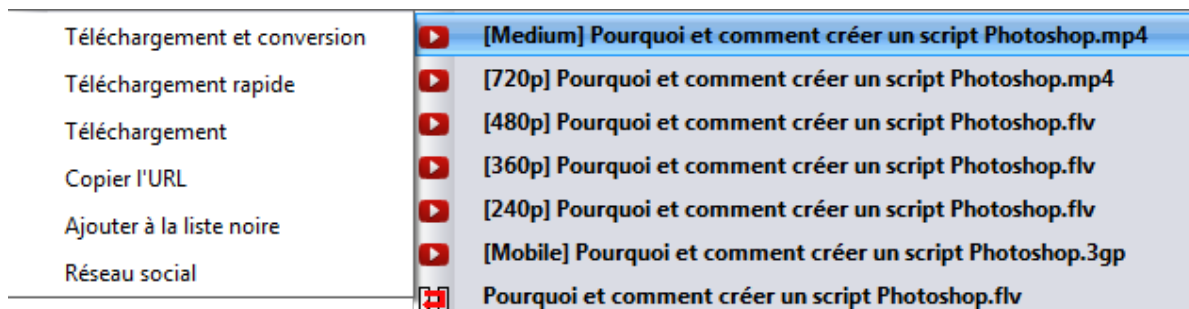 Téléchargement et conversion
Téléchargement rapide
Téléchargement
Copier l'URL
Ajouter à la liste noire
Réseau social
[Medium] Pourquoi et comment créer un script Photoshop.mp4
[720p] Pourquoi et comment créer un script Photoshop.mp4
[480p] Pourquoi et comment créer un script Photoshop.flv
[360p] Pourquoi et comment créer un script Photoshop.flv
[240p] Pourquoi et comment créer un script Photoshop.flv
[Mobile] Pourquoi et comment créer un script Photoshop.3gp
Pourquoi et comment créer un script Photoshop.flv